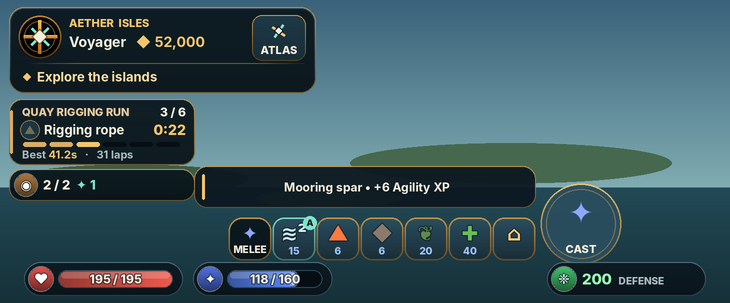 AETHER ISLES
Voyager 52,000
ATLAS
Explore the islands
QUAY RIGGING RUN 3 / 6
Rigging rope 0:22
Best 41.2s · 31 laps
2 / 2 1
Mooring spar • +6 Agility XP
2 A
MELEE 15 6 6 20 40
CAST
195 / 195 118 / 160 200 DEFENSE